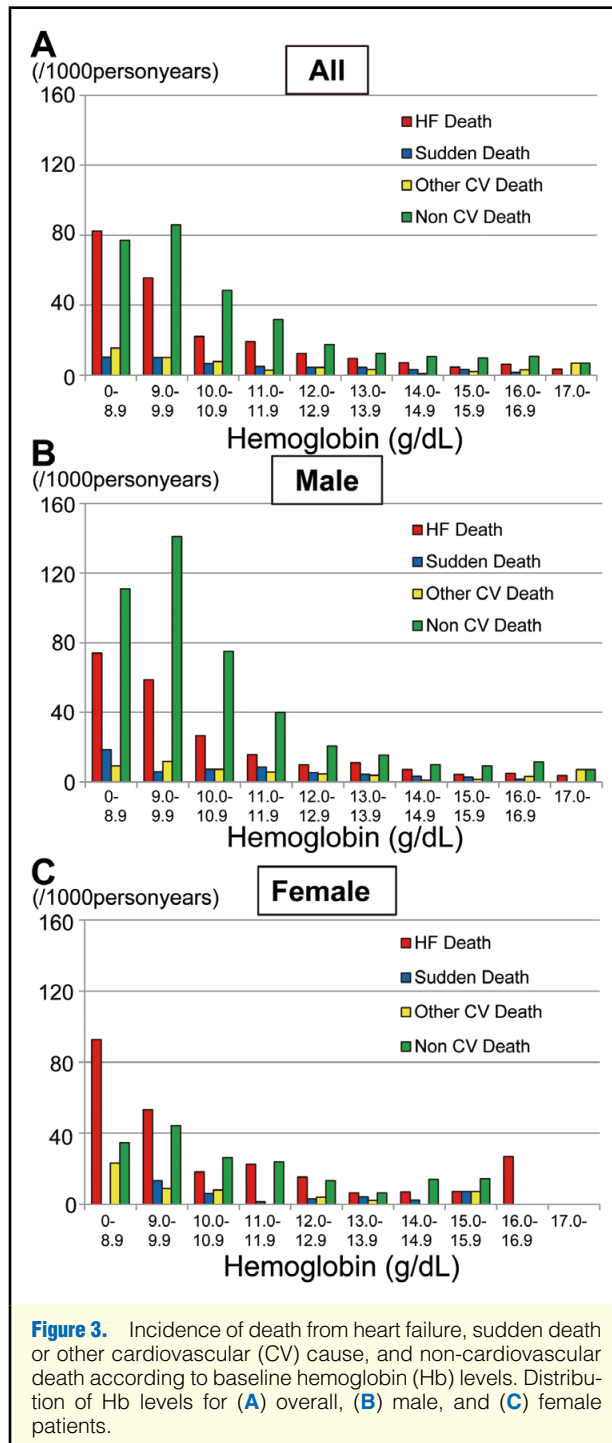 A
(/1000personyears)
All
160
120
80
40
0
HF Death
Sudden Death
Other CV Death
Non CV Death
0- 9.0- 10.0- 11.0- 12.0- 13.0- 14.0- 15.0- 16.0- 17.0-
8.9 9.9 10.9 11.9 12.9 13.9 14.9 15.9 16.9
Hemoglobin (g/dL)
B
(/1000personyears)
Male
160
120
80
40
0
HF Death
Sudden Death
Other CV Death
Non CV Death
0- 9.0- 10.0- 11.0- 12.0- 13.0- 14.0- 15.0- 16.0- 17.0-
8.9 9.9 10.9 11.9 12.9 13.9 14.9 15.9 16.9
Hemoglobin (g/dL)
C
(/1000personyears)
Female
160
120
80
40
0
HF Death
Sudden Death
Other CV Death
Non CV Death
0- 9.0- 10.0- 11.0- 12.0- 13.0- 14.0- 15.0- 16.0- 17.0-
8.9 9.9 10.9 11.9 12.9 13.9 14.9 15.9 16.9
Hemoglobin (g/dL)
Figure 3. Incidence of death from heart failure, sudden death
or other cardiovascular (CV) cause, and non-cardiovascular
death according to baseline hemoglobin (Hb) levels. Distribu-
tion of Hb levels for (A) overall, (B) male, and (C) female
patients.